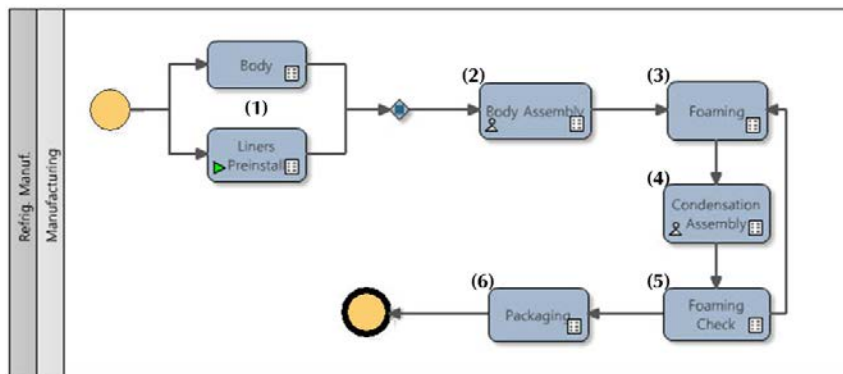 Refrig. Manuf.
Manufacturing
Body
(1)
Liners
Preinstall
(2)
Body Assembly
(3)
Foaming
(4)
Condensation
Assembly
(5)
Foaming
Check
(6)
Packaging